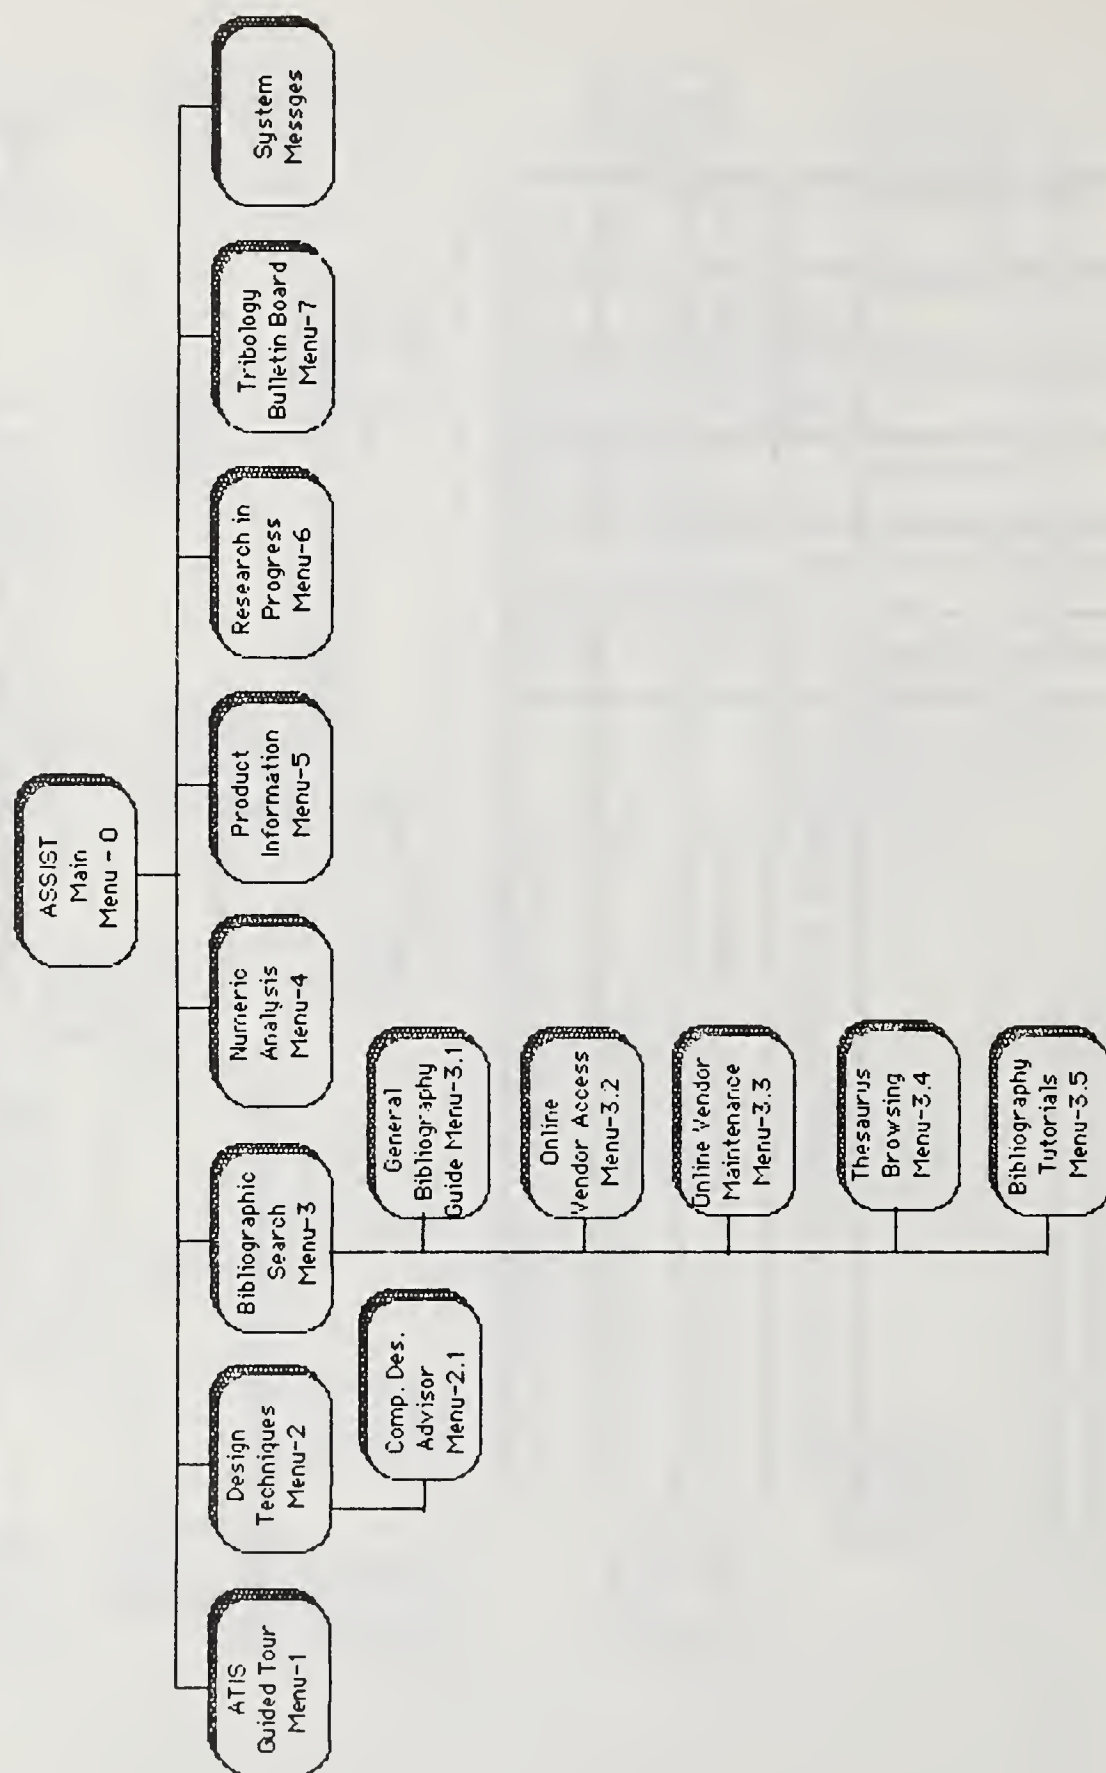 ASSIST
Main
Menu - 0
ATIS
Guided Tour
Menu-1
Design
Techniques
Menu-2
Bibliographic
Search
Menu-3
Numeric
Analysis
Menu-4
Product
Information
Menu-5
Research in
Progress
Menu-6
Tribology
Bulletin Board
Menu-7
System
Messges
Comp. Des.
Advisor
Menu-2.1
General
Bibliography
Guide Menu-3.1
Online
Vendor Access
Menu-3.2
Online Vendor
Maintenance
Menu-3.3
Thesaurus
Browsing
Menu-3.4
Bibliography
Tutorials
Menu-3.5